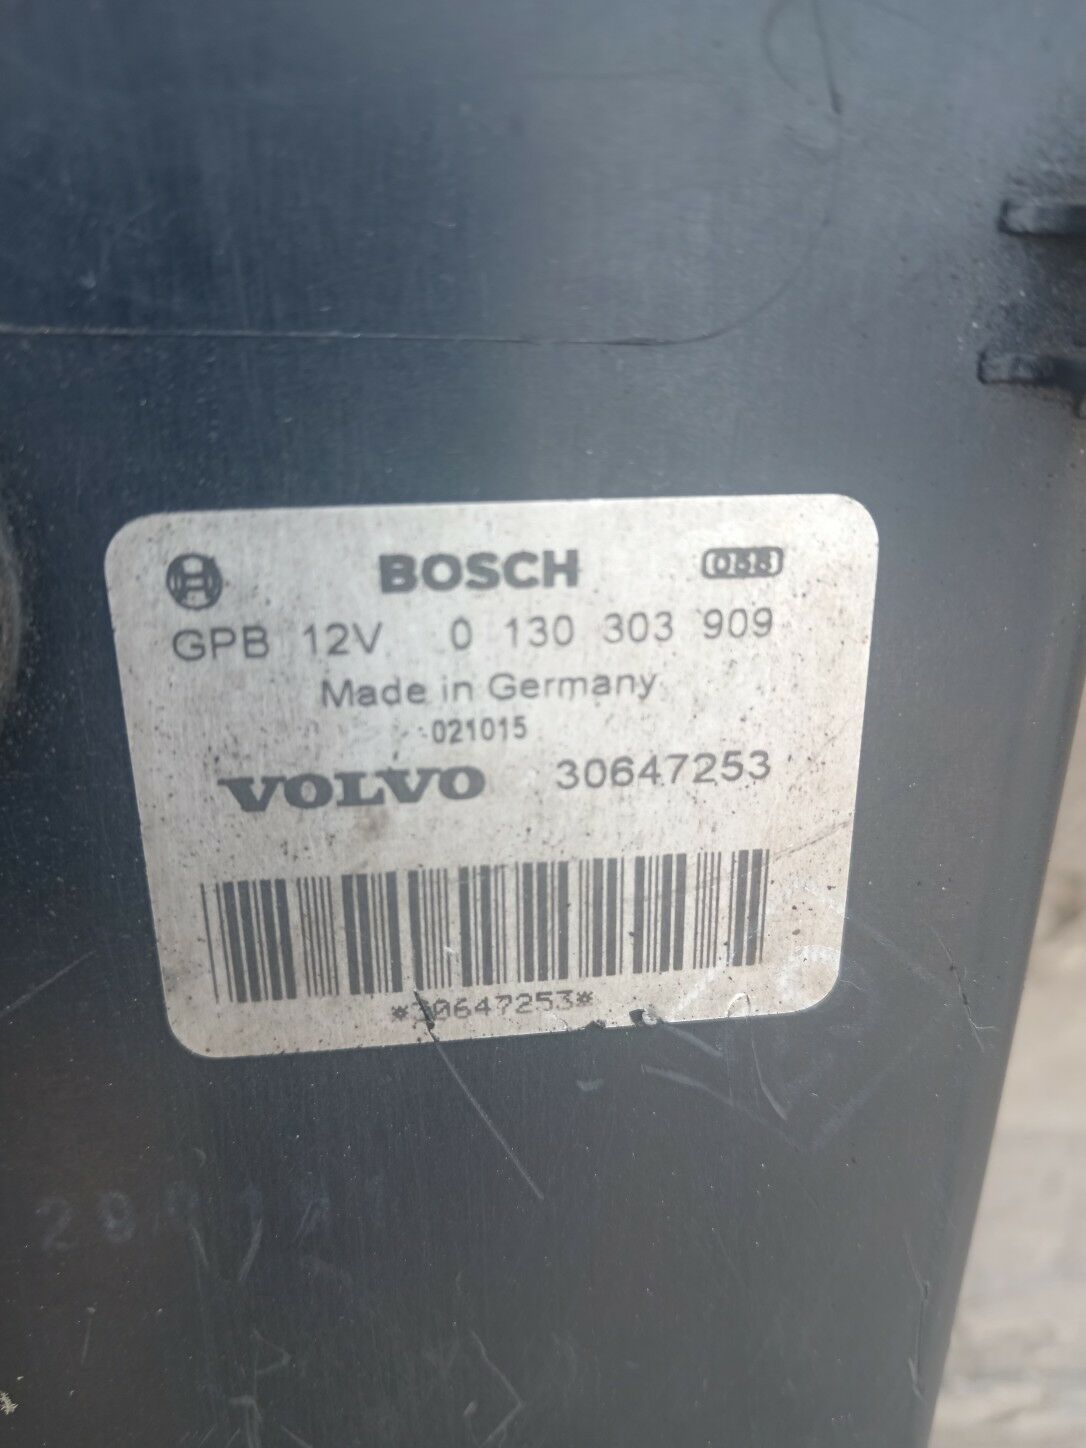 BOSCH
GPB 12V 0 130 303 909
Made in Germany
021015
VOLVO 30647253
*30647253*